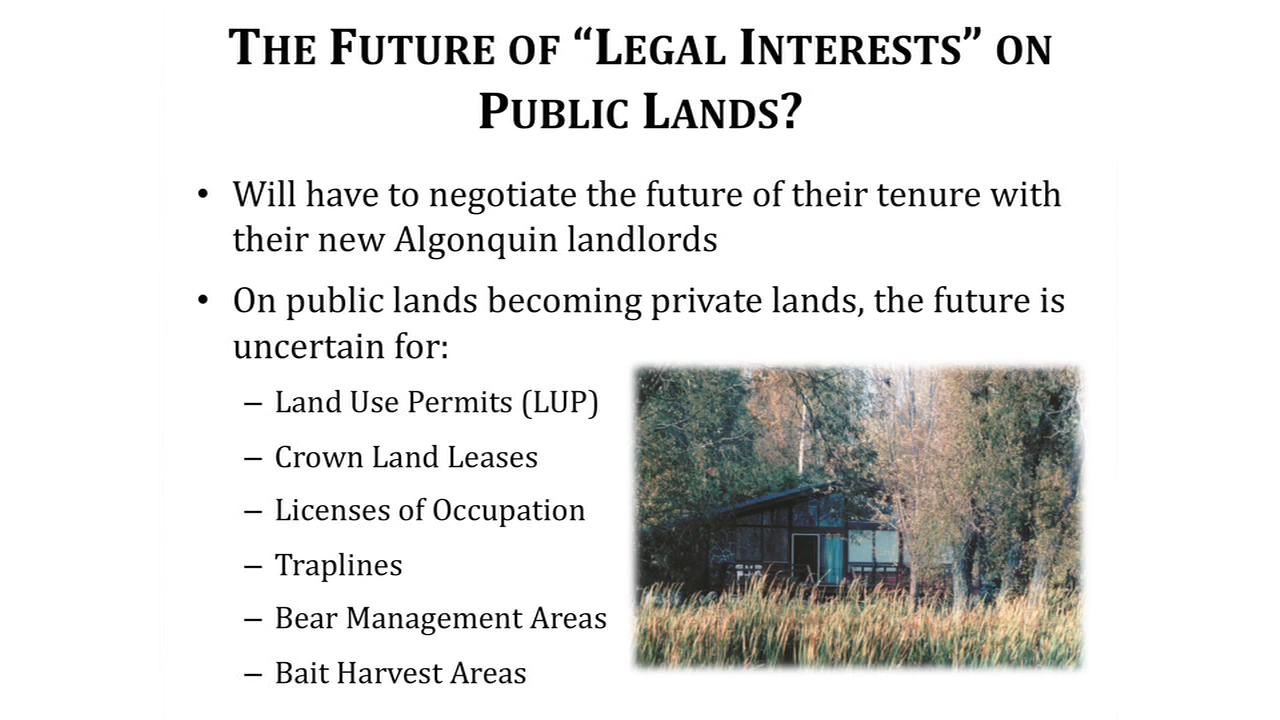 THE FUTURE OF “LEGAL INTERESTS” ON
PUBLIC LANDS?
• Will have to negotiate the future of their tenure with
their new Algonquin landlords
• On public lands becoming private lands, the future is
uncertain for:
– Land Use Permits (LUP)
– Crown Land Leases
– Licenses of Occupation
– Traplines
– Bear Management Areas
– Bait Harvest Areas